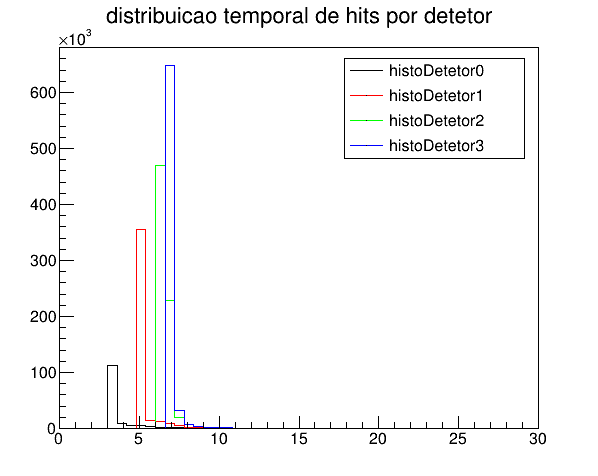 distribuicao temporal de hits por detetor
×10³
histoDetetor0
histoDetetor1
histoDetetor2
histoDetetor3
600
500
400
300
200
100
0
0 5 10 15 20 25 30